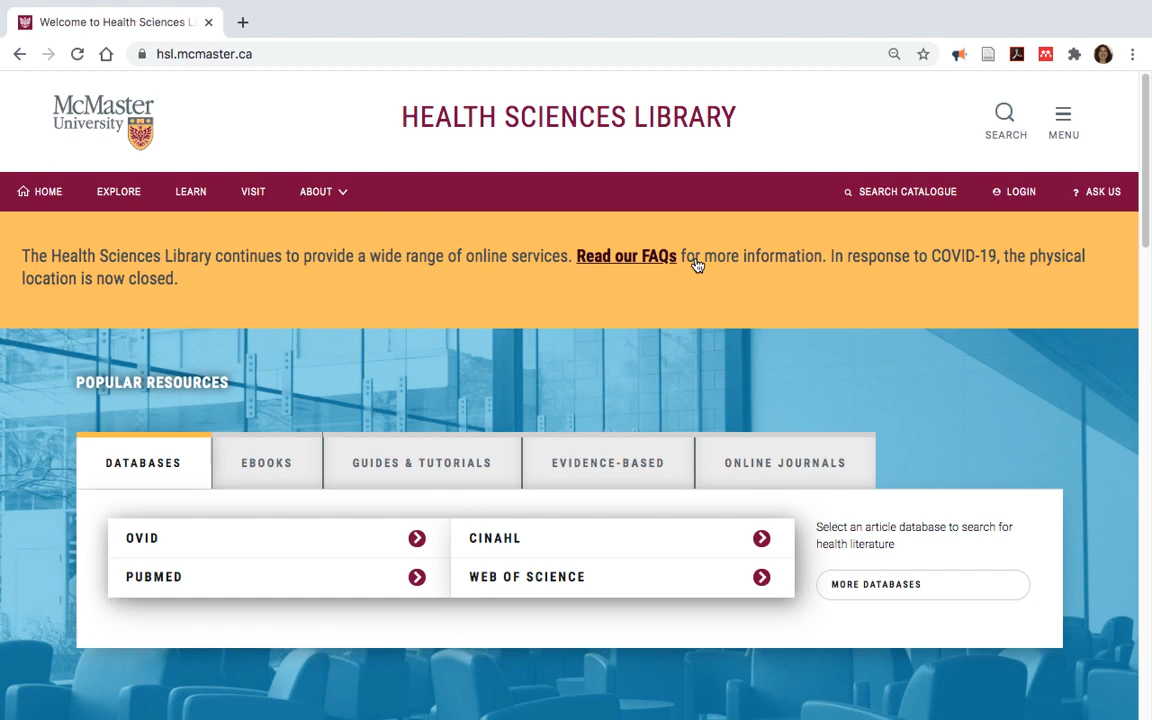 Welcome to Health Sciences L
hsl.mcmaster.ca
McMaster
University
HEALTH SCIENCES LIBRARY
SEARCH
MENU
HOME
EXPLORE
LEARN
VISIT
ABOUT
SEARCH CATALOGUE
LOGIN
? ASK US
The Health Sciences Library continues to provide a wide range of online services. Read our FAQs for more information. In response to COVID-19, the physical
location is now closed.
POPULAR RESOURCES
DATABASES
EBOOKS
GUIDES & TUTORIALS
EVIDENCE-BASED
ONLINE JOURNALS
OVID
CINAHL
PUBMED
WEB OF SCIENCE
Select an article database to search for
health literature
MORE DATABASES